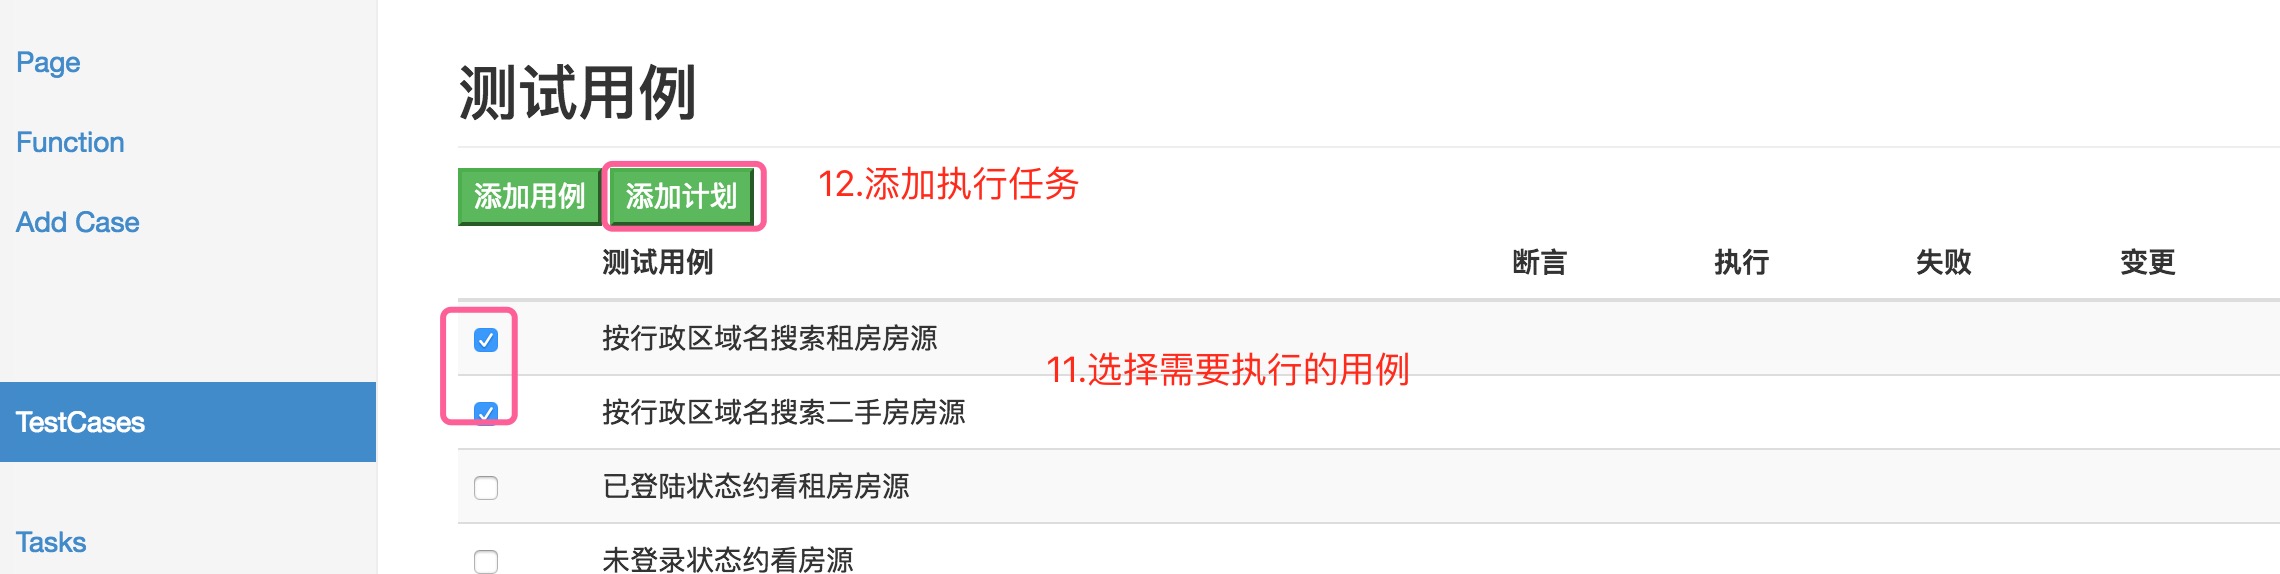 Page
Function
Add Case
TestCases
Tasks
测试用例
添加用例 添加计划 12.添加执行任务
测试用例 断言 执行 失败 变更
按行政区域名搜索租房房源
11.选择需要执行的用例
按行政区域名搜索二手房房源
已登陆状态约看租房房源
未登录状态约看房源